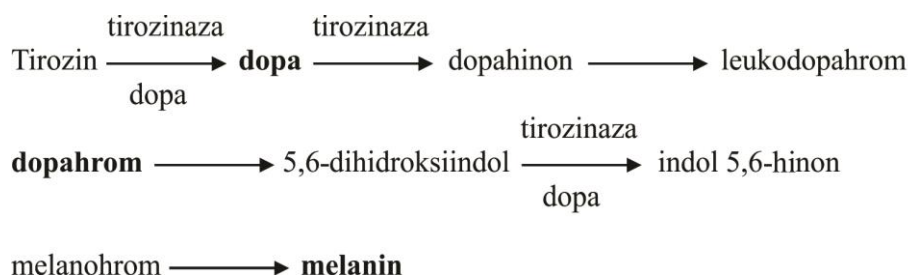 tirozinaza tirozinaza
Tirozin dopa dopahinon leukodopahrom
dopa
tirozinaza
dopahrom 5,6-dihidroksiindol indol 5,6-hinon
dopa
melanohrom melanin